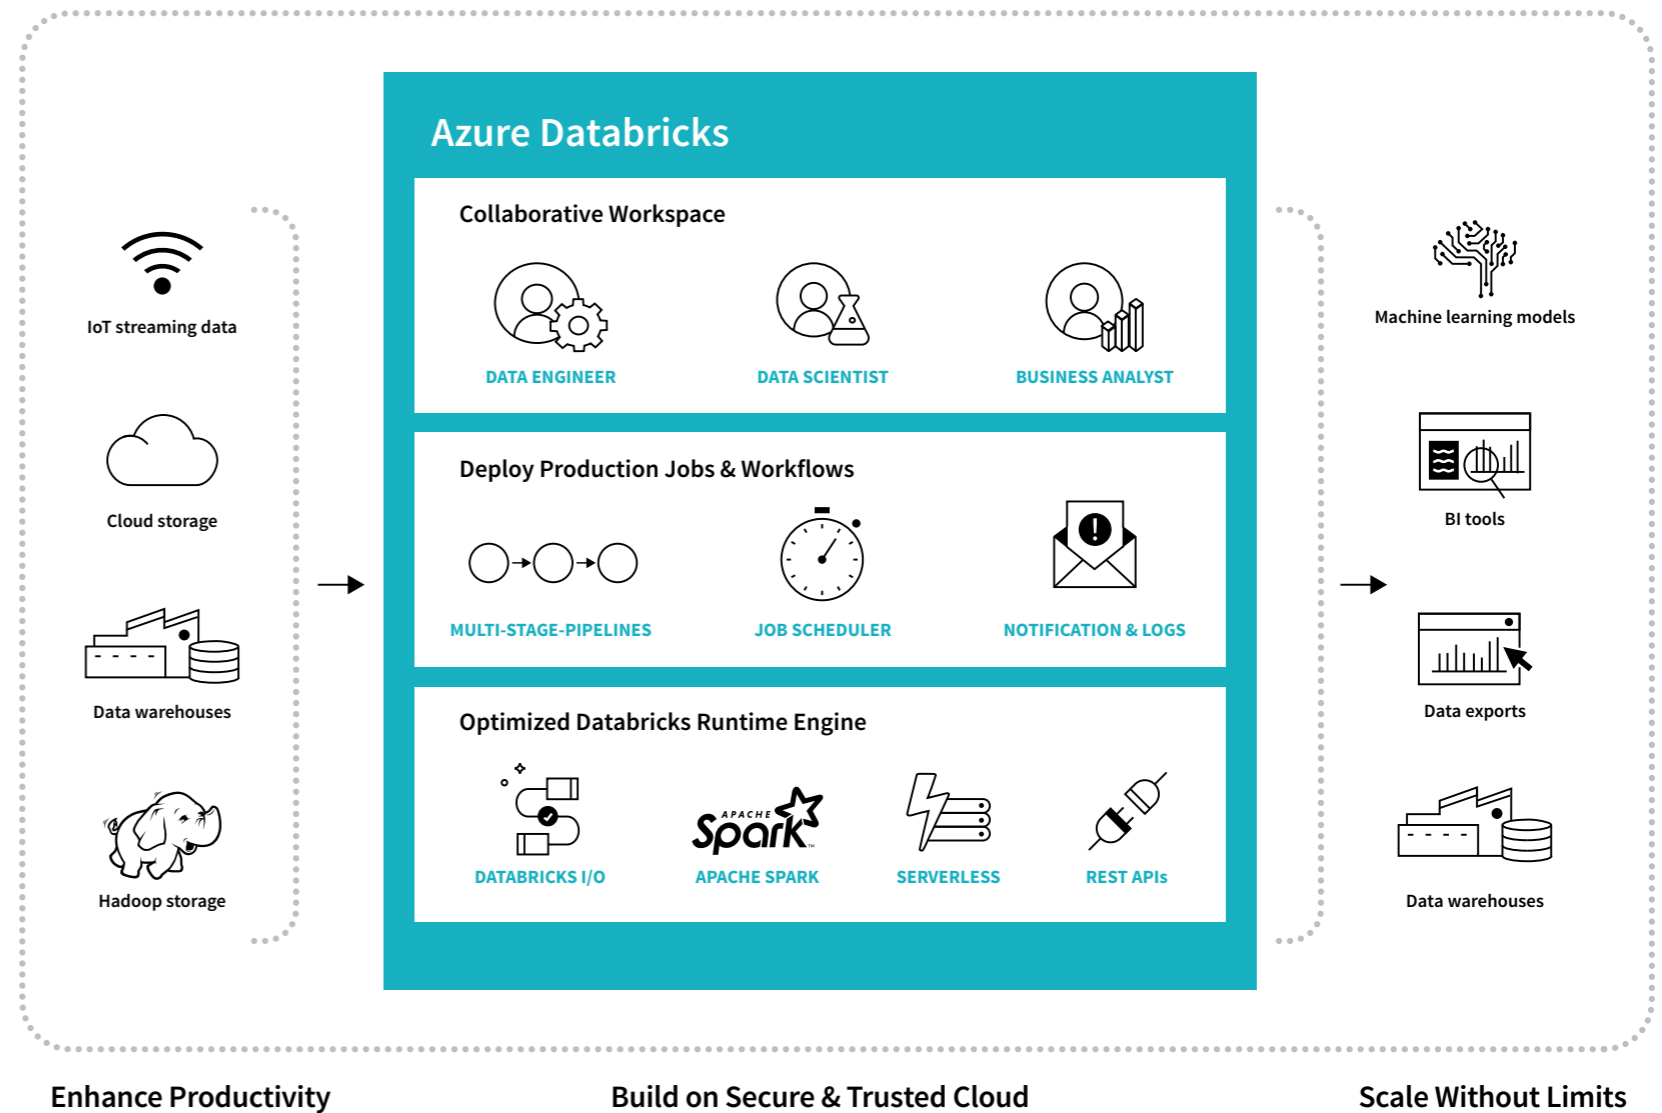 Azure Databricks
Collaborative Workspace
DATA ENGINEER
DATA SCIENTIST
BUSINESS ANALYST
Deploy Production Jobs & Workflows
MULTI-STAGE-PIPELINES
JOB SCHEDULER
NOTIFICATION & LOGS
Optimized Databricks Runtime Engine
APACHE
Spark™
DATABRICKS I/O
APACHE SPARK
SERVERLESS
REST APIs
IoT streaming data
Cloud storage
Data warehouses
Hadoop storage
Machine learning models
BI tools
Data exports
Data warehouses
Enhance Productivity
Build on Secure & Trusted Cloud
Scale Without Limits